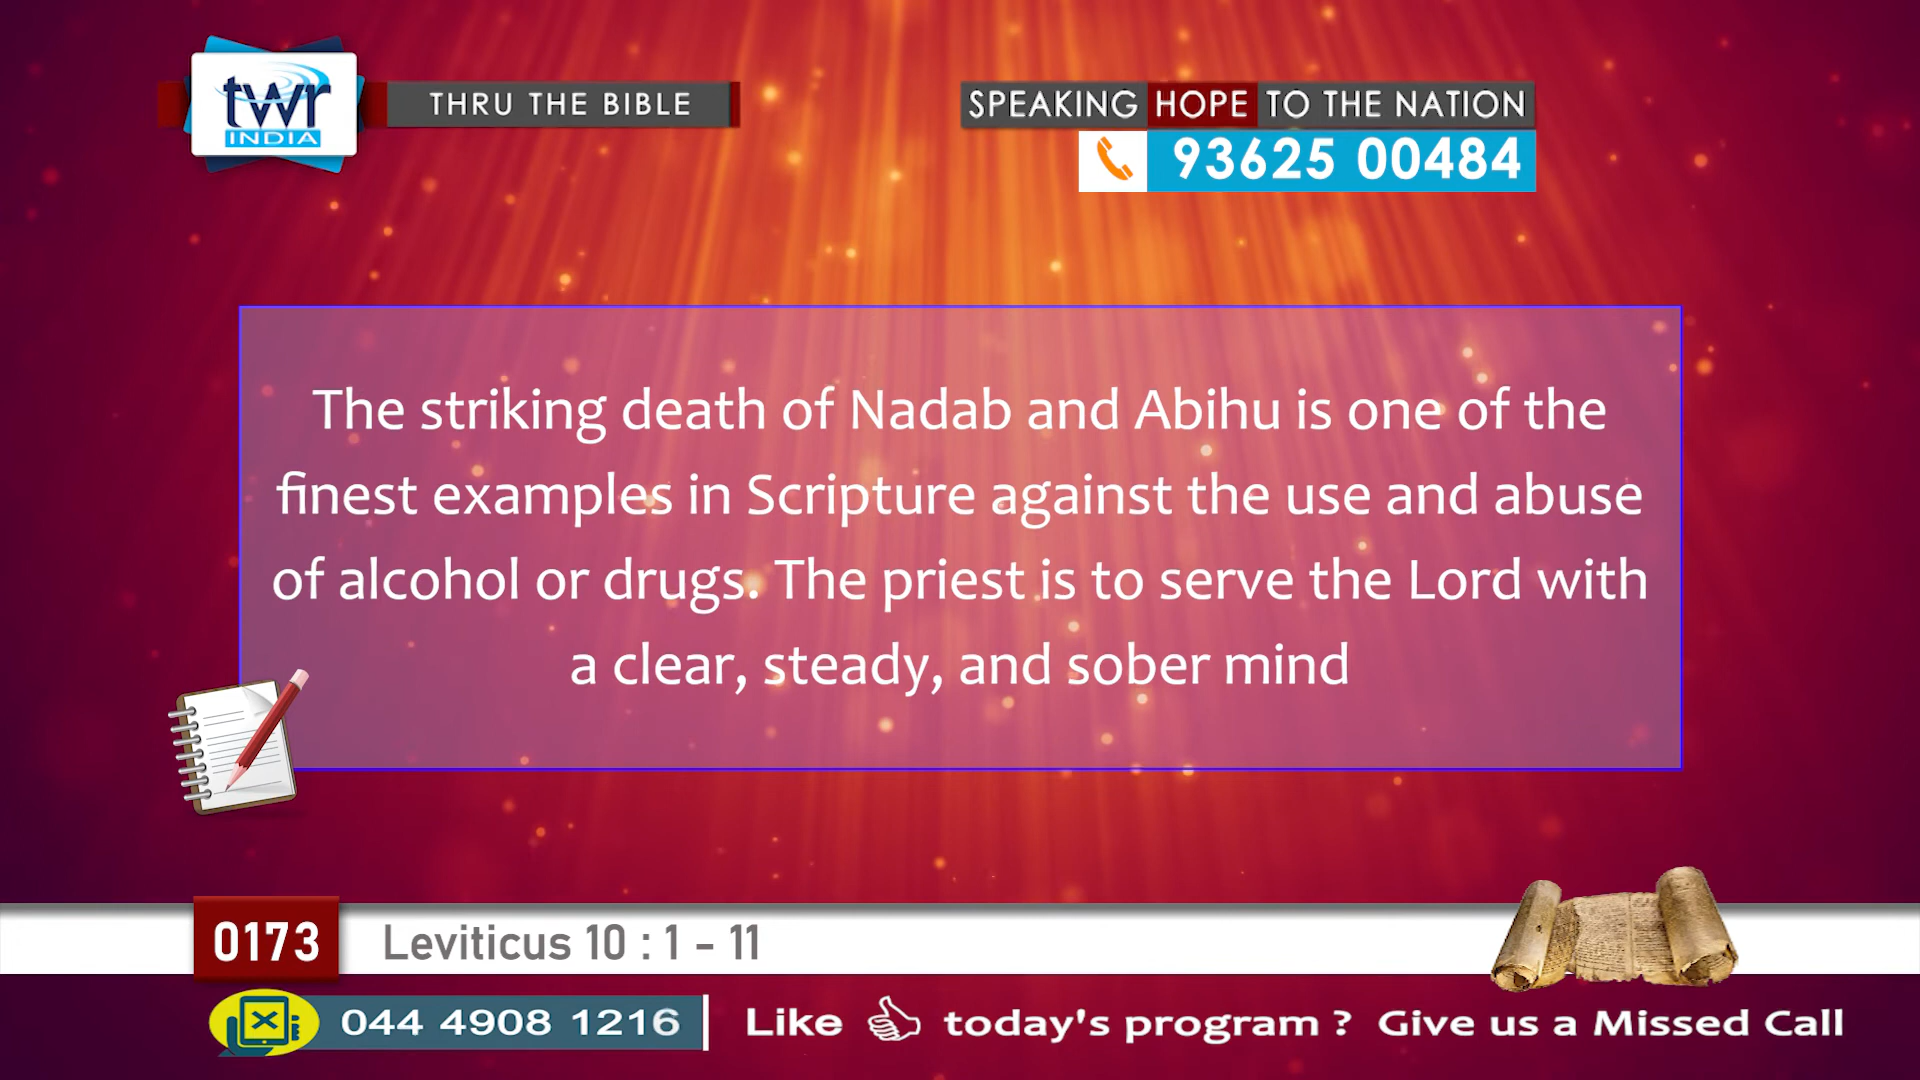 twr
INDIA
THRU THE BIBLE
SPEAKING HOPE TO THE NATION
93625 00484
The striking death of Nadab and Abihu is one of the
finest examples in Scripture against the use and abuse
of alcohol or drugs. The priest is to serve the Lord with
a clear, steady, and sober mind
0173 Leviticus 10 : 1 - 11
044 4908 1216 Like today's program ? Give us a Missed Call